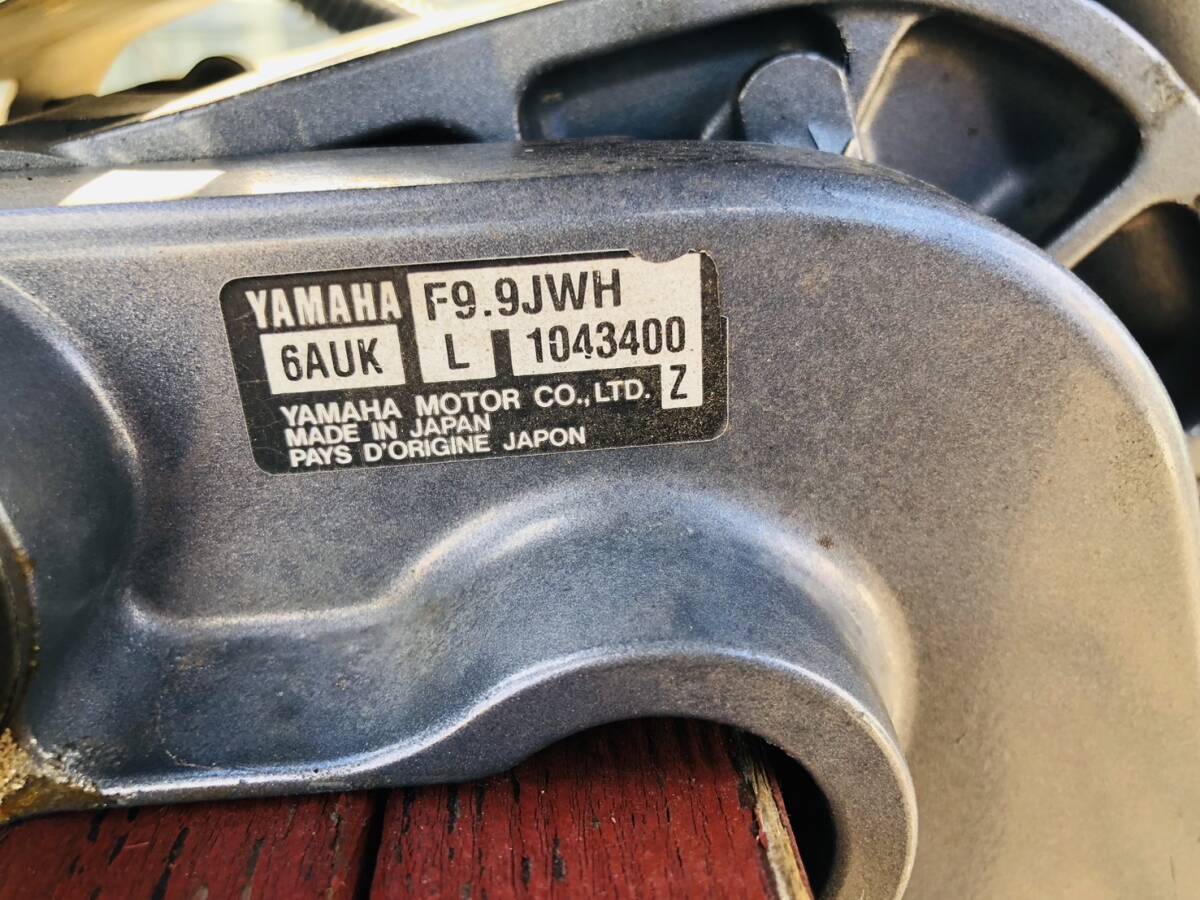 YAMAHA F9.9JWH
6AUK L 1043400
Z
YAMAHA MOTOR CO.,LTD.
MADE IN JAPAN
PAYS D'ORIGINE JAPON